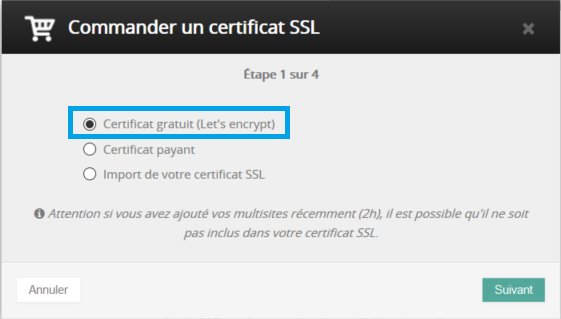 Commander un certificat SSL
Étape 1 sur 4
Certificat gratuit (Let's encrypt)
Certificat payant
Import de votre certificat SSL
Attention si vous avez ajouté vos multisites récemment (2h), il est possible qu'il ne soit
pas inclus dans votre certificat SSL.
Annuler
Suivant